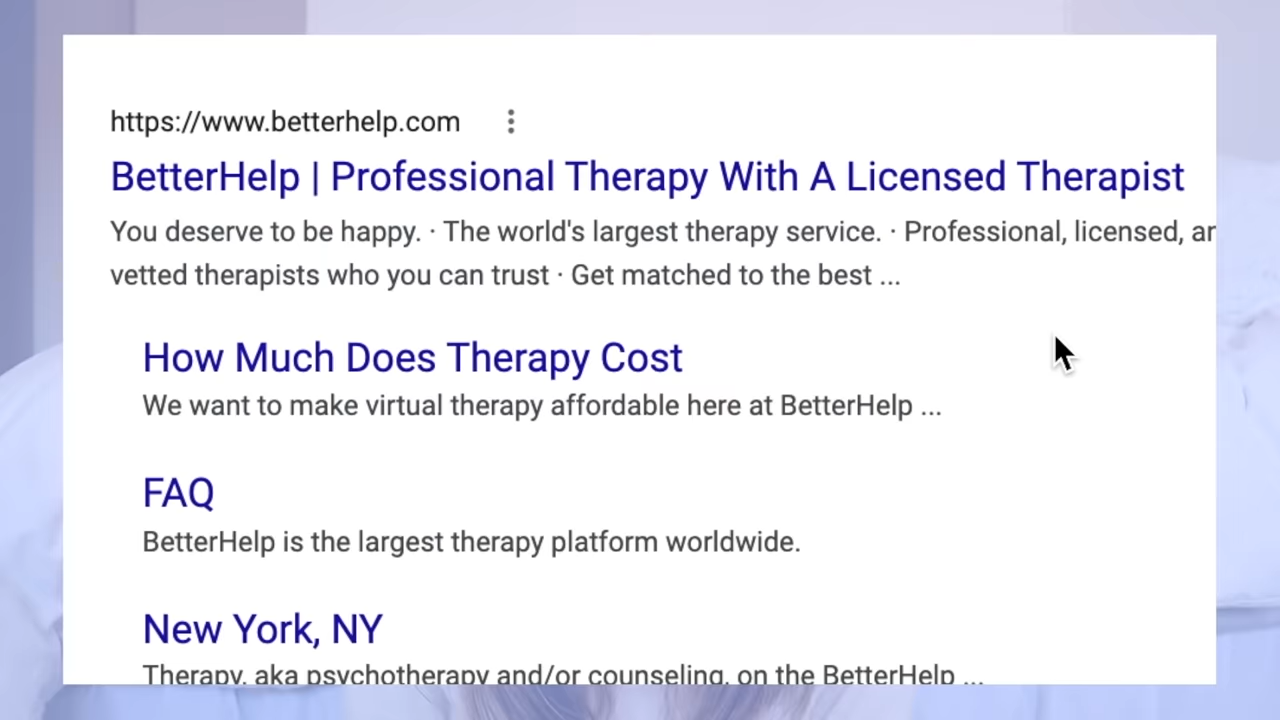 https://www.betterhelp.com
BetterHelp | Professional Therapy With A Licensed Therapist
You deserve to be happy. · The world's largest therapy service. · Professional, licensed,
vetted therapists who you can trust · Get matched to the best ...
How Much Does Therapy Cost
We want to make virtual therapy affordable here at BetterHelp ...
FAQ
BetterHelp is the largest therapy platform worldwide.
New York, NY
Therapy, aka psychotherapy and/or counseling, on the BetterHelp ...